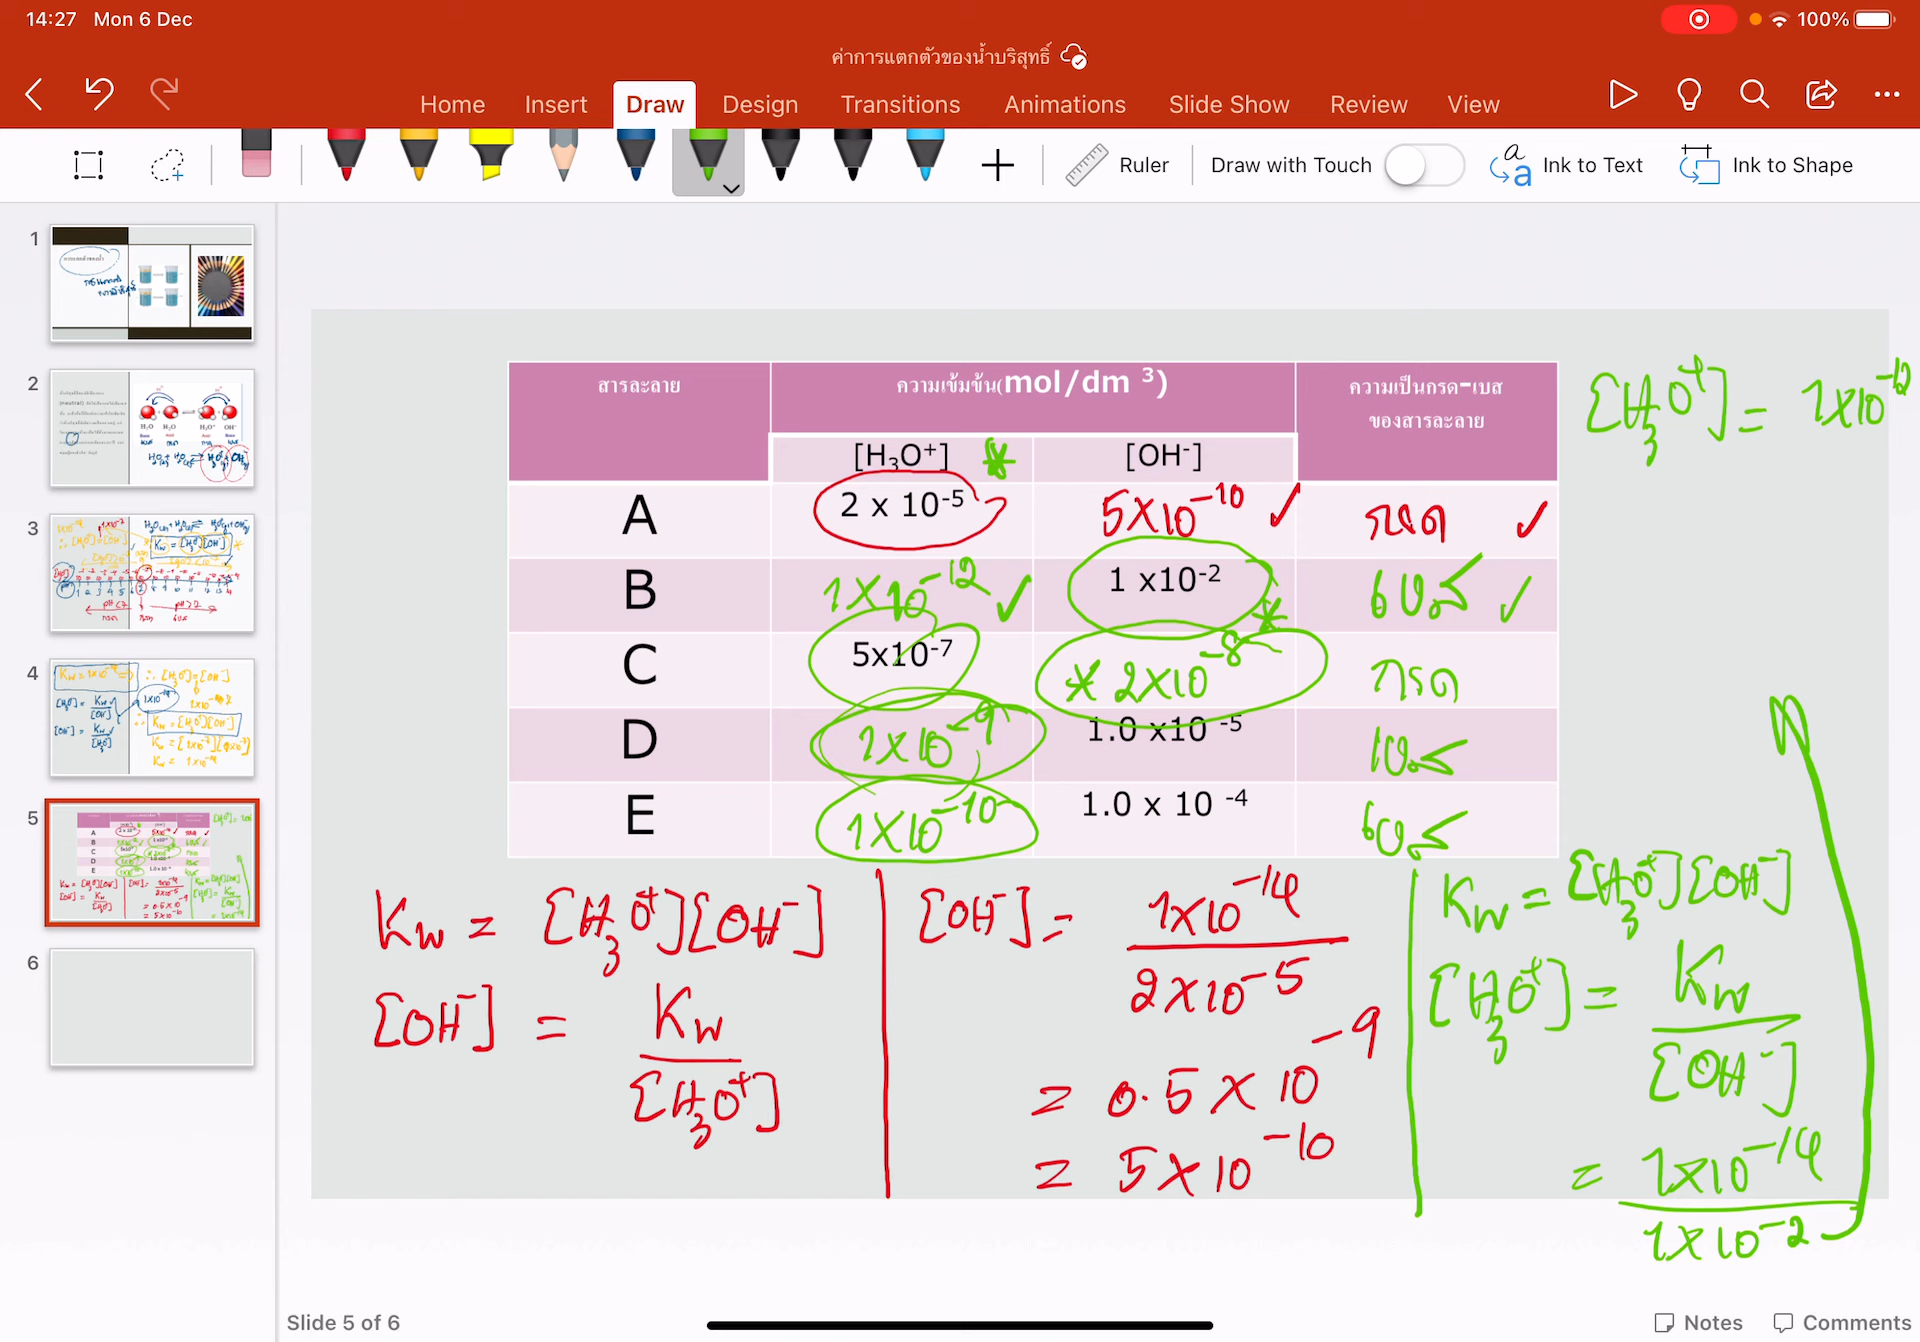 14:27 Mon 6 Dec
100%
ค่าการแตกตัวของน้ำบริสุทธิ์
Home Insert Draw Design Transitions Animations Slide Show Review View
Ruler Draw with Touch Ink to Text Ink to Shape
1
2
3
4
5
6
สารละลาย ความเข้มข้น(mol/dm ³) ความเป็นกรด-เบส
ของสารละลาย
[H₃O⁺] * [OH⁻]
A 2 x 10⁻⁵ 5x10⁻¹⁰ ✓ กรด ✓
B 1x10⁻¹² ✓ 1 x10⁻² * เบส ✓
C 5x10⁻⁷ * 2x10⁻⁸ กรด
D 1x10⁻⁹ 1.0 x10 ⁻⁵ เบส
E 1x10⁻¹⁰ 1.0 x 10 ⁻⁴ เบส
[H₃O⁺] = 1x10⁻¹²
Kw = [H₃O⁺][OH⁻]
[OH⁻] = Kw
[H₃O⁺]
[OH⁻] = 1x10⁻¹⁴
2x10⁻⁵
= 0.5 x 10⁻⁹
= 5 x 10⁻¹⁰
Kw = [H₃O⁺][OH⁻]
[H₃O⁺] = Kw
[OH⁻]
= 1x10⁻¹⁴
1x10⁻²
Slide 5 of 6
Notes Comments